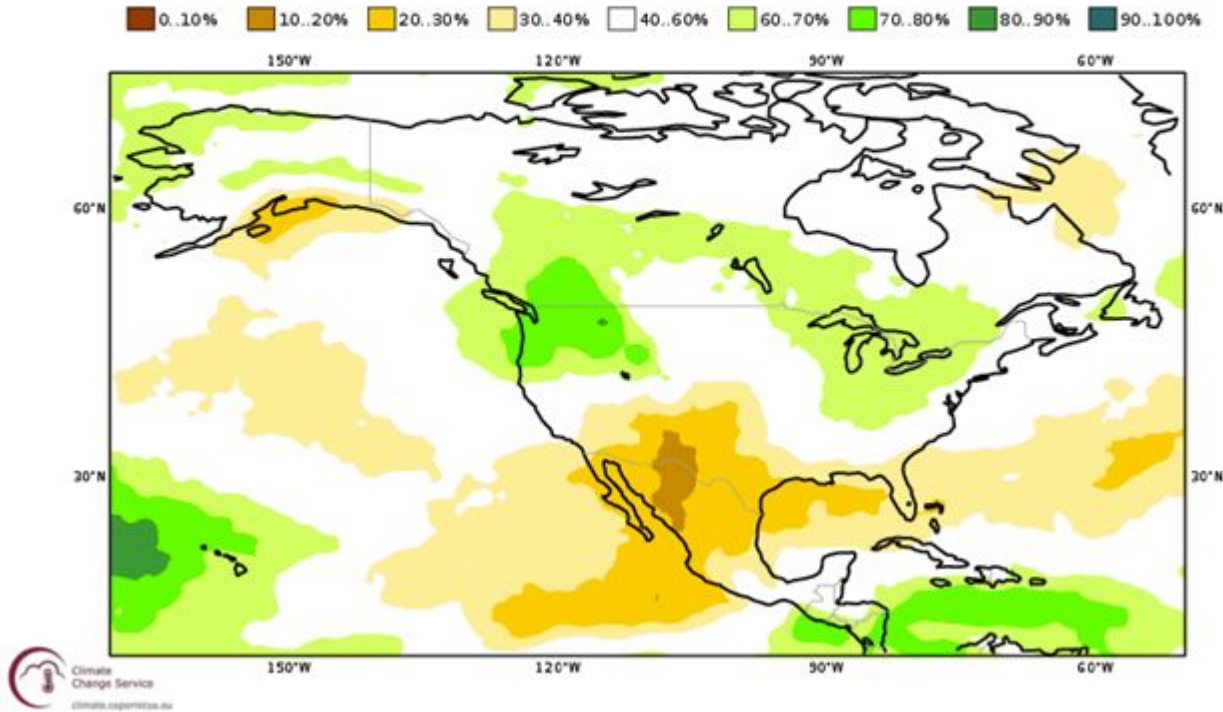 0..10% 10..20% 20..30% 30..40% 40..60% 60..70% 70..80% 80..90% 90..100%
150°W 120°W 90°W 60°W
60°N 60°N
30°N 30°N
150°W 120°W 90°W 60°W
Climate
Change Service
climate.copernicus.eu